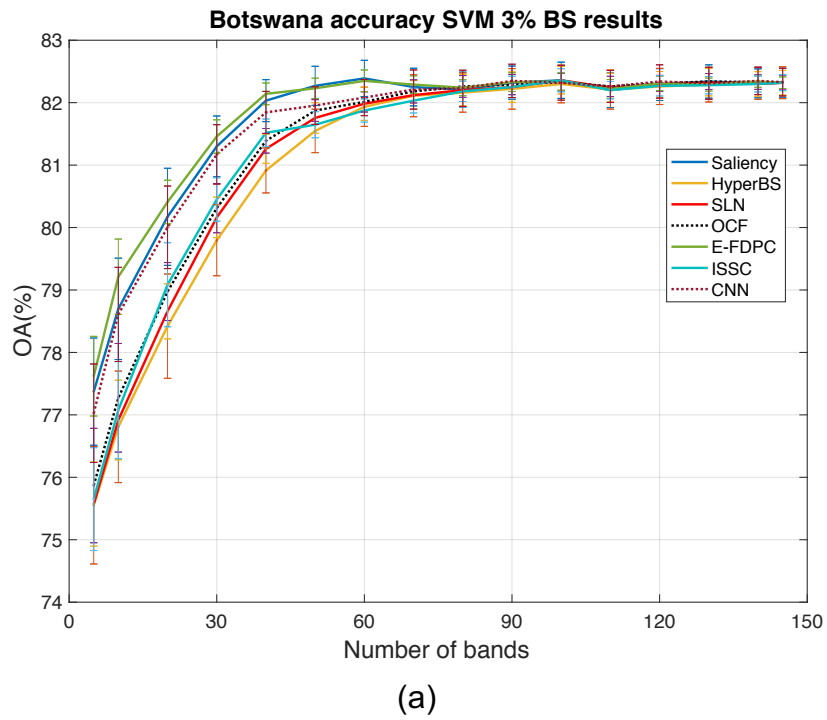 Botswana accuracy SVM 3% BS results
83
82
81
80
79
78
77
76
75
74
OA(%)
Saliency
HyperBS
SLN
OCF
E-FDPC
ISSC
CNN
0
30
60
90
120
150
Number of bands
(a)